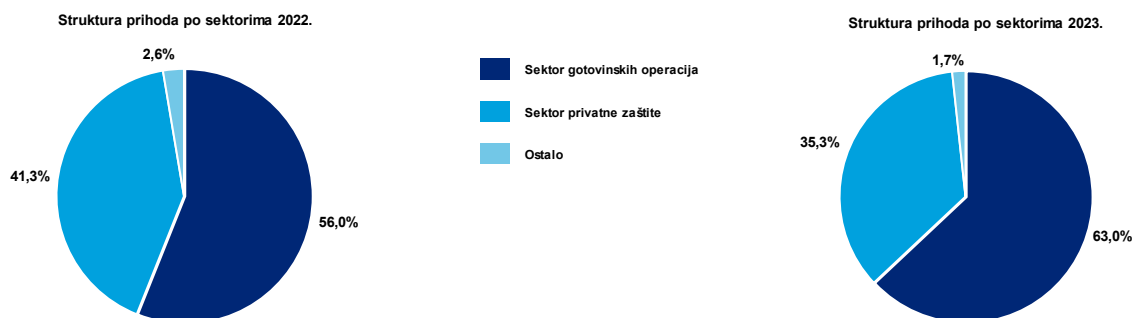 Struktura prihoda po sektorima 2022.
2,6%
41,3%
56,0%
Sektor gotovinskih operacija
Sektor privatne zaštite
Ostalo
Struktura prihoda po sektorima 2023.
1,7%
35,3%
63,0%